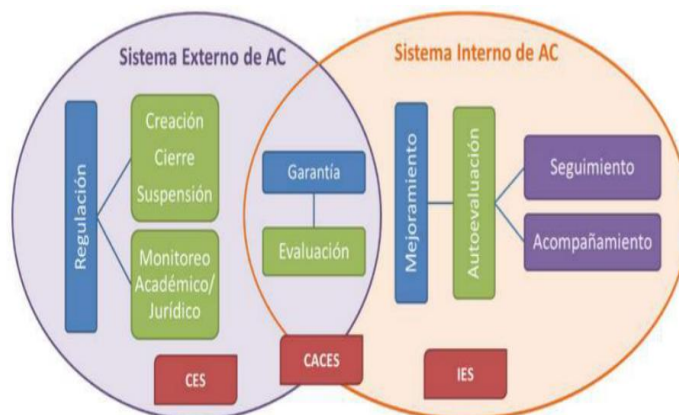 Sistema Externo de AC
Sistema Interno de AC
Regulación
Creación
Cierre
Suspensión
Monitoreo
Académico/
Jurídico
Garantía
Evaluación
Mejoramiento
Autoevaluación
Seguimiento
Acompañamiento
CES
CACES
IES